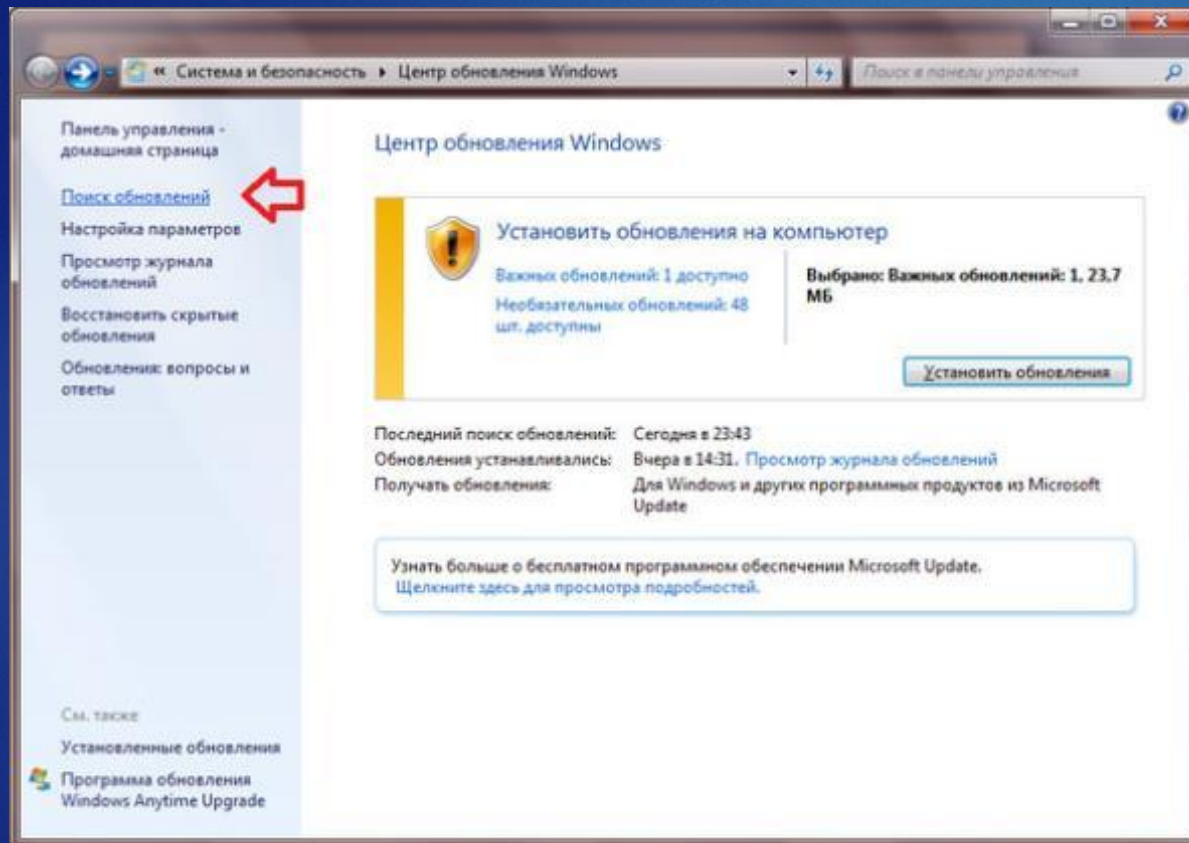 « Система и безопасность ▸ Центр обновления Windows
Поиск в панели управления
Панель управления -
домашняя страница
Поиск обновлений
Настройка параметров
Просмотр журнала
обновлений
Восстановить скрытые
обновления
Обновления: вопросы и
ответы
Центр обновления Windows
Установить обновления на компьютер
Важных обновлений: 1 доступно
Необязательных обновлений: 48
шт. доступны
Выбрано: Важных обновлений: 1, 23,7
МБ
Установить обновления
Последний поиск обновлений: Сегодня в 23:43
Обновления устанавливались: Вчера в 14:31. Просмотр журнала обновлений
Получать обновления: Для Windows и других программных продуктов из Microsoft
Update
Узнать больше о бесплатном программном обеспечении Microsoft Update.
Щелкните здесь для просмотра подробностей.
См. также
Установленные обновления
Программа обновления
Windows Anytime Upgrade